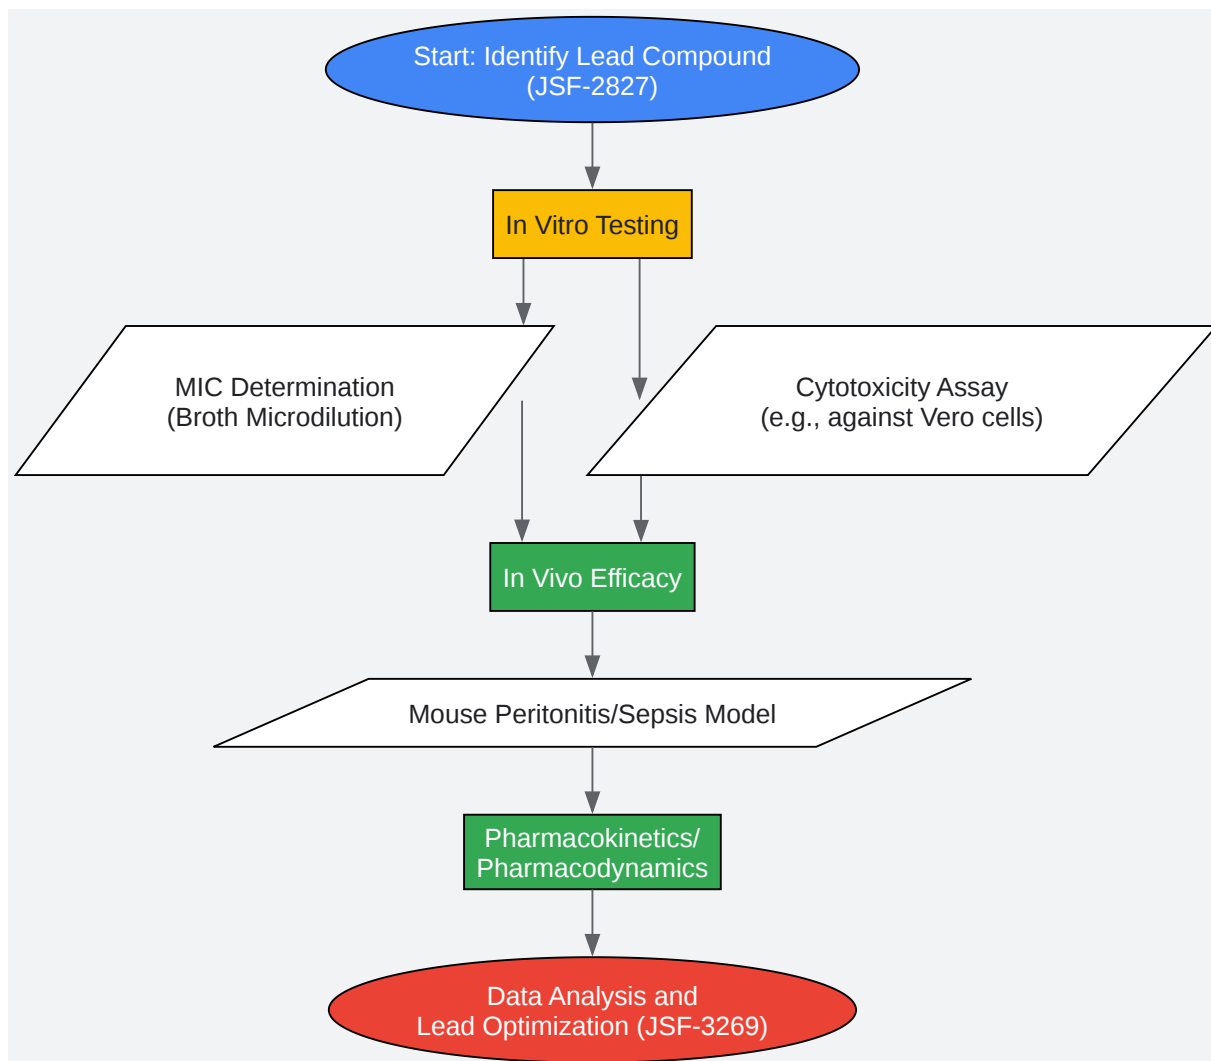 Start: Identify Lead Compound
(JSF-2827)
In Vitro Testing
MIC Determination
(Broth Microdilution)
Cytotoxicity Assay
(e.g., against Vero cells)
In Vivo Efficacy
Mouse Peritonitis/Sepsis Model
Pharmacokinetics/
Pharmacodynamics
Data Analysis and
Lead Optimization (JSF-3269)